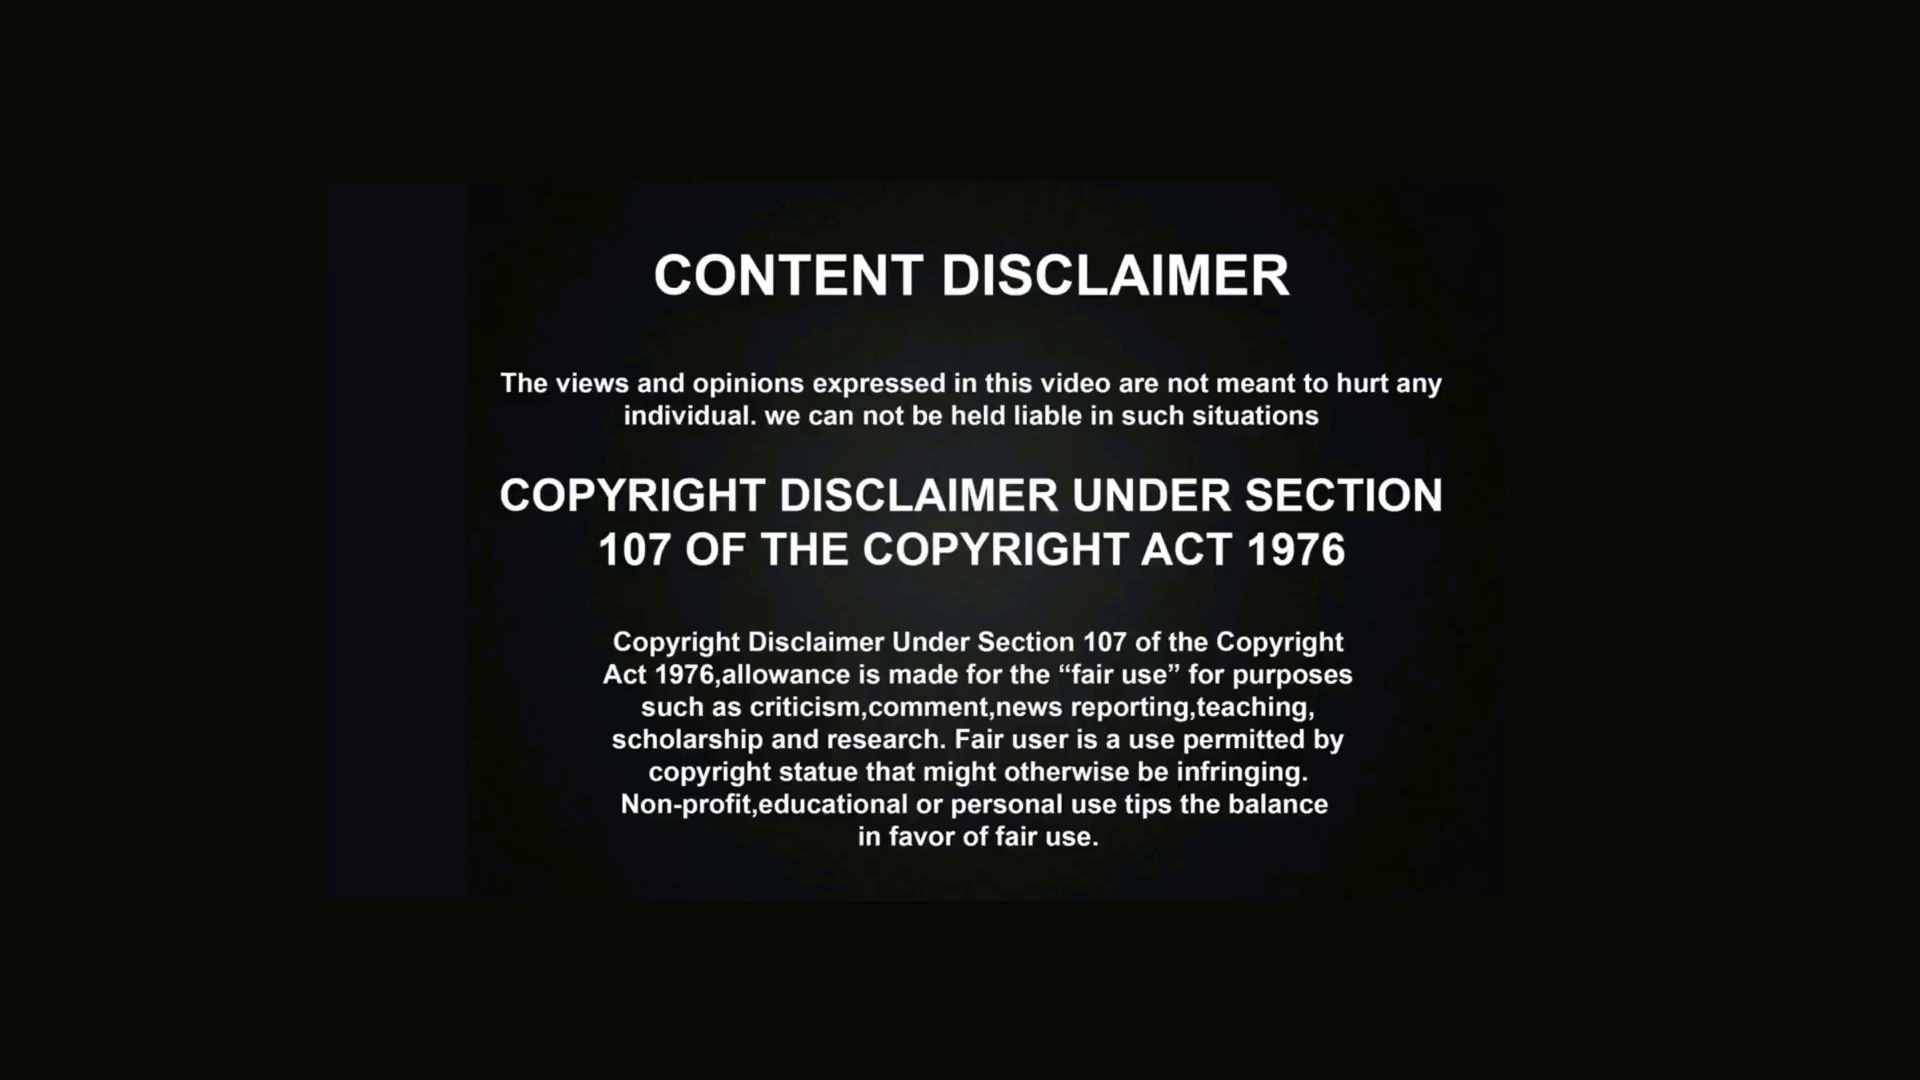 CONTENT DISCLAIMER
The views and opinions expressed in this video are not meant to hurt any
individual. we can not be held liable in such situations
COPYRIGHT DISCLAIMER UNDER SECTION
107 OF THE COPYRIGHT ACT 1976
Copyright Disclaimer Under Section 107 of the Copyright
Act 1976,allowance is made for the “fair use” for purposes
such as criticism,comment,news reporting,teaching,
scholarship and research. Fair user is a use permitted by
copyright statue that might otherwise be infringing.
Non-profit,educational or personal use tips the balance
in favor of fair use.